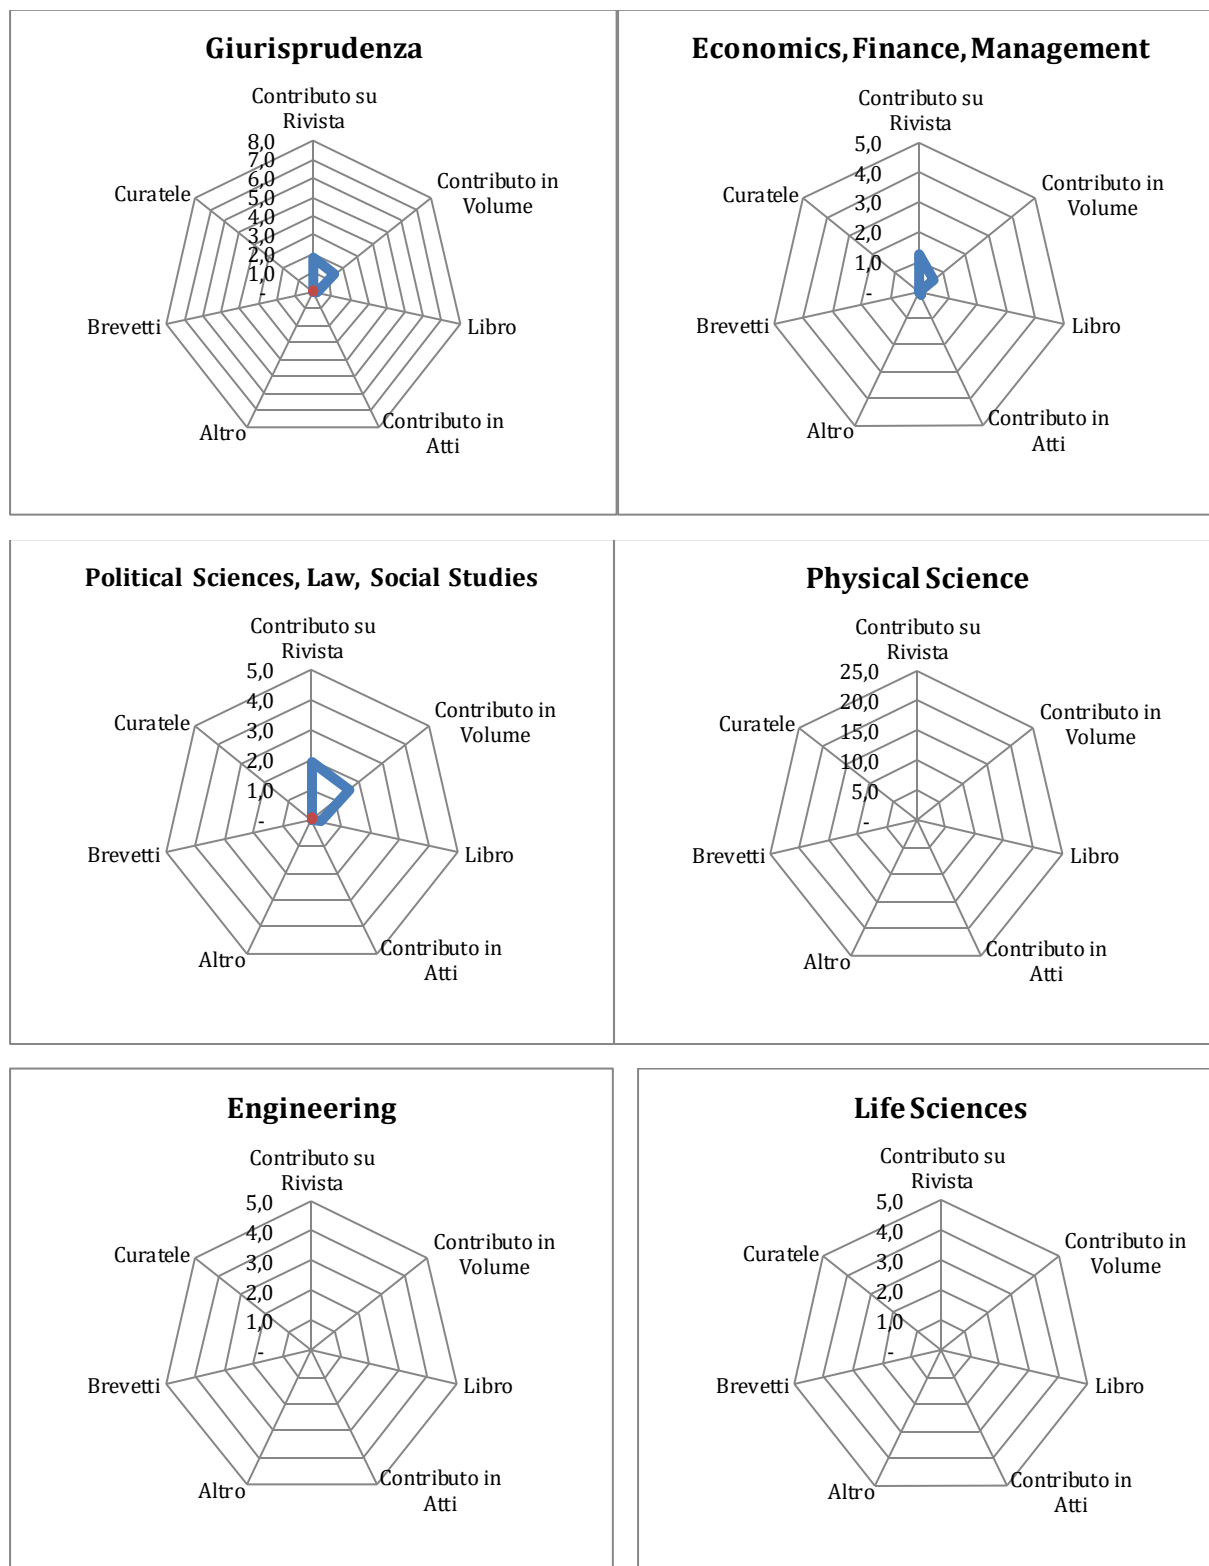 Giurisprudenza
Contributo su
Rivista
8,0
7,0
6,0
5,0
4,0
3,0
2,0
1,0
-
Curatele
Contributo in
Volume
Brevetti
Libro
Altro
Contributo in
Atti
Economics, Finance, Management
Contributo su
Rivista
5,0
4,0
3,0
2,0
1,0
-
Curatele
Contributo in
Volume
Brevetti
Libro
Altro
Contributo in
Atti
Political Sciences, Law, Social Studies
Contributo su
Rivista
5,0
4,0
3,0
2,0
1,0
-
Curatele
Contributo in
Volume
Brevetti
Libro
Altro
Contributo in
Atti
Physical Science
Contributo su
Rivista
25,0
20,0
15,0
10,0
5,0
-
Curatele
Contributo in
Volume
Brevetti
Libro
Altro
Contributo in
Atti
Engineering
Contributo su
Rivista
5,0
4,0
3,0
2,0
1,0
-
Curatele
Contributo in
Volume
Brevetti
Libro
Altro
Contributo in
Atti
Life Sciences
Contributo su
Rivista
5,0
4,0
3,0
2,0
1,0
-
Curatele
Contributo in
Volume
Brevetti
Libro
Altro
Contributo in
Atti